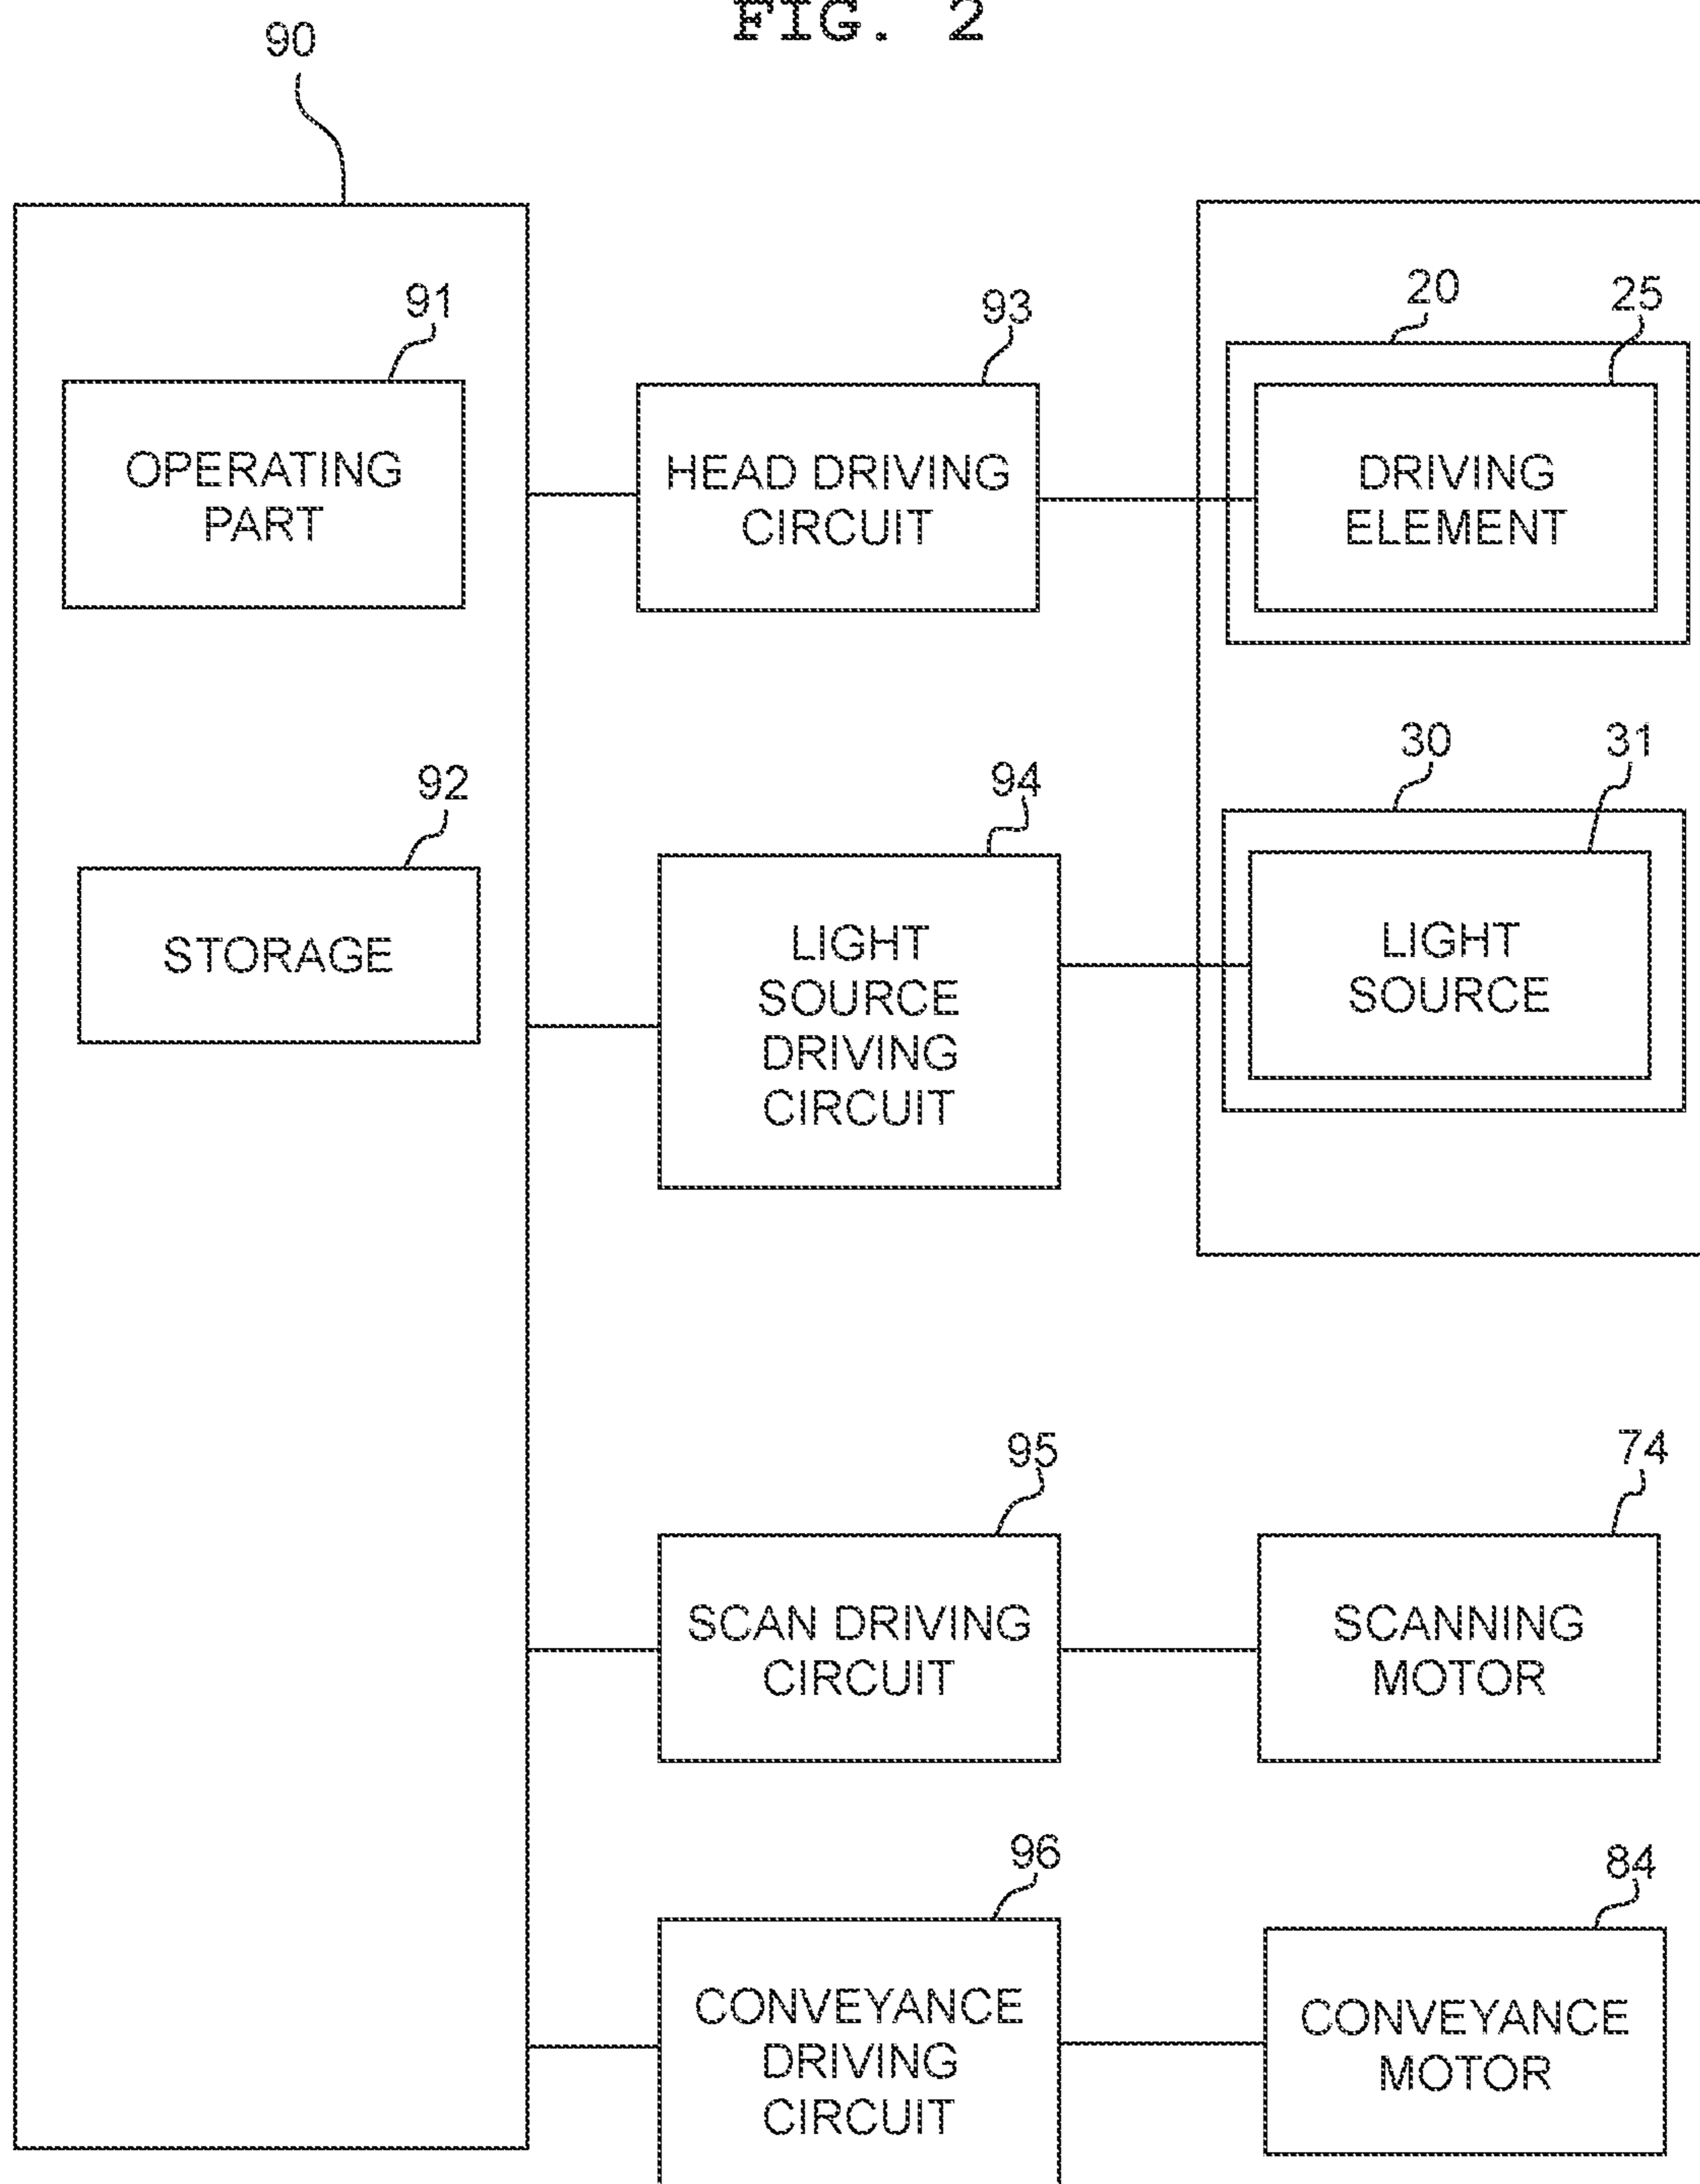 FIG. 2
90
91
OPERATING
PART
93
HEAD DRIVING
CIRCUIT
20
25
DRIVING
ELEMENT
92
STORAGE
94
LIGHT
SOURCE
DRIVING
CIRCUIT
30
31
LIGHT
SOURCE
95
SCAN DRIVING
CIRCUIT
74
SCANNING
MOTOR
96
CONVEYANCE
DRIVING
CIRCUIT
84
CONVEYANCE
MOTOR